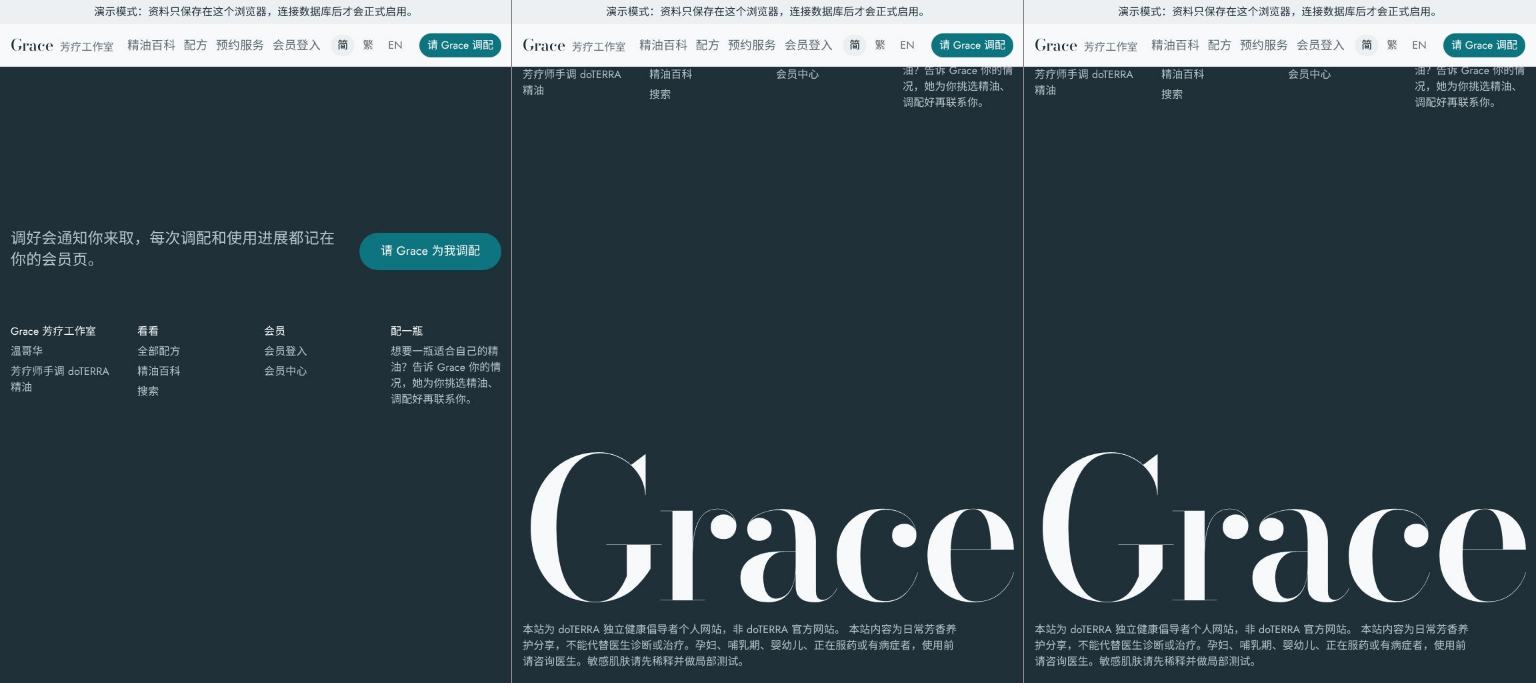 演示模式：资料只保存在这个浏览器，连接数据库后才会正式启用。
Grace 芳疗工作室 精油百科 配方 预约服务 会员登入 简 繁 EN 请 Grace 调配
调好会通知你来取，每次调配和使用进展都记在
你的会员页。
请 Grace 为我调配
Grace 芳疗工作室
温哥华
芳疗师手调 doTERRA
精油
看看
全部配方
精油百科
搜索
会员
会员登入
会员中心
配一瓶
想要一瓶适合自己的精
油？告诉 Grace 你的情
况，她为你挑选精油、
调配好再联系你。
演示模式：资料只保存在这个浏览器，连接数据库后才会正式启用。
Grace 芳疗工作室 精油百科 配方 预约服务 会员登入 简 繁 EN 请 Grace 调配
芳疗师手调 doTERRA
精油
精油百科
搜索
会员中心
油？告诉 Grace 你的情
况，她为你挑选精油、
调配好再联系你。
Grace
本站为 doTERRA 独立健康倡导者个人网站，非 doTERRA 官方网站。 本站内容为日常芳香养
护分享，不能代替医生诊断或治疗。孕妇、哺乳期、婴幼儿、正在服药或有病症者，使用前
请咨询医生。敏感肌肤请先稀释并做局部测试。
演示模式：资料只保存在这个浏览器，连接数据库后才会正式启用。
Grace 芳疗工作室 精油百科 配方 预约服务 会员登入 简 繁 EN 请 Grace 调配
芳疗师手调 doTERRA
精油
精油百科
搜索
会员中心
油？告诉 Grace 你的情
况，她为你挑选精油、
调配好再联系你。
Grace
本站为 doTERRA 独立健康倡导者个人网站，非 doTERRA 官方网站。 本站内容为日常芳香养
护分享，不能代替医生诊断或治疗。孕妇、哺乳期、婴幼儿、正在服药或有病症者，使用前
请咨询医生。敏感肌肤请先稀释并做局部测试。